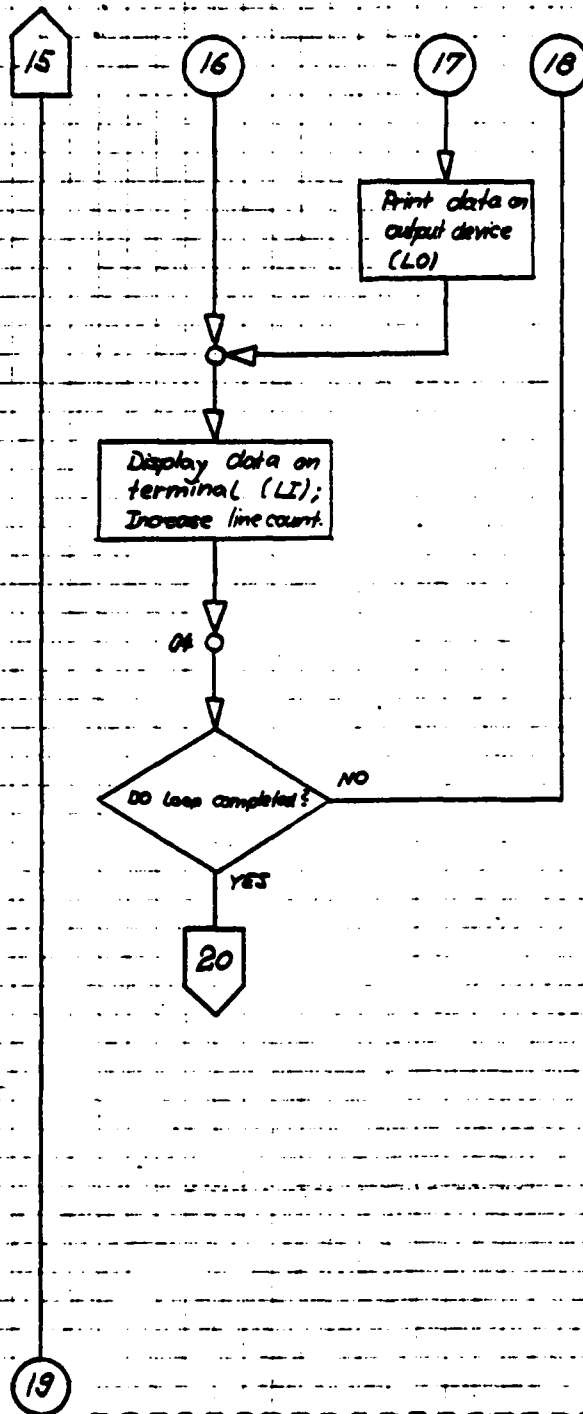 15
16
17
18
Print data on
output device
(LO)
Display data on
terminal (LI);
Increase line count.
04
DO loop completed?
NO
YES
20
19